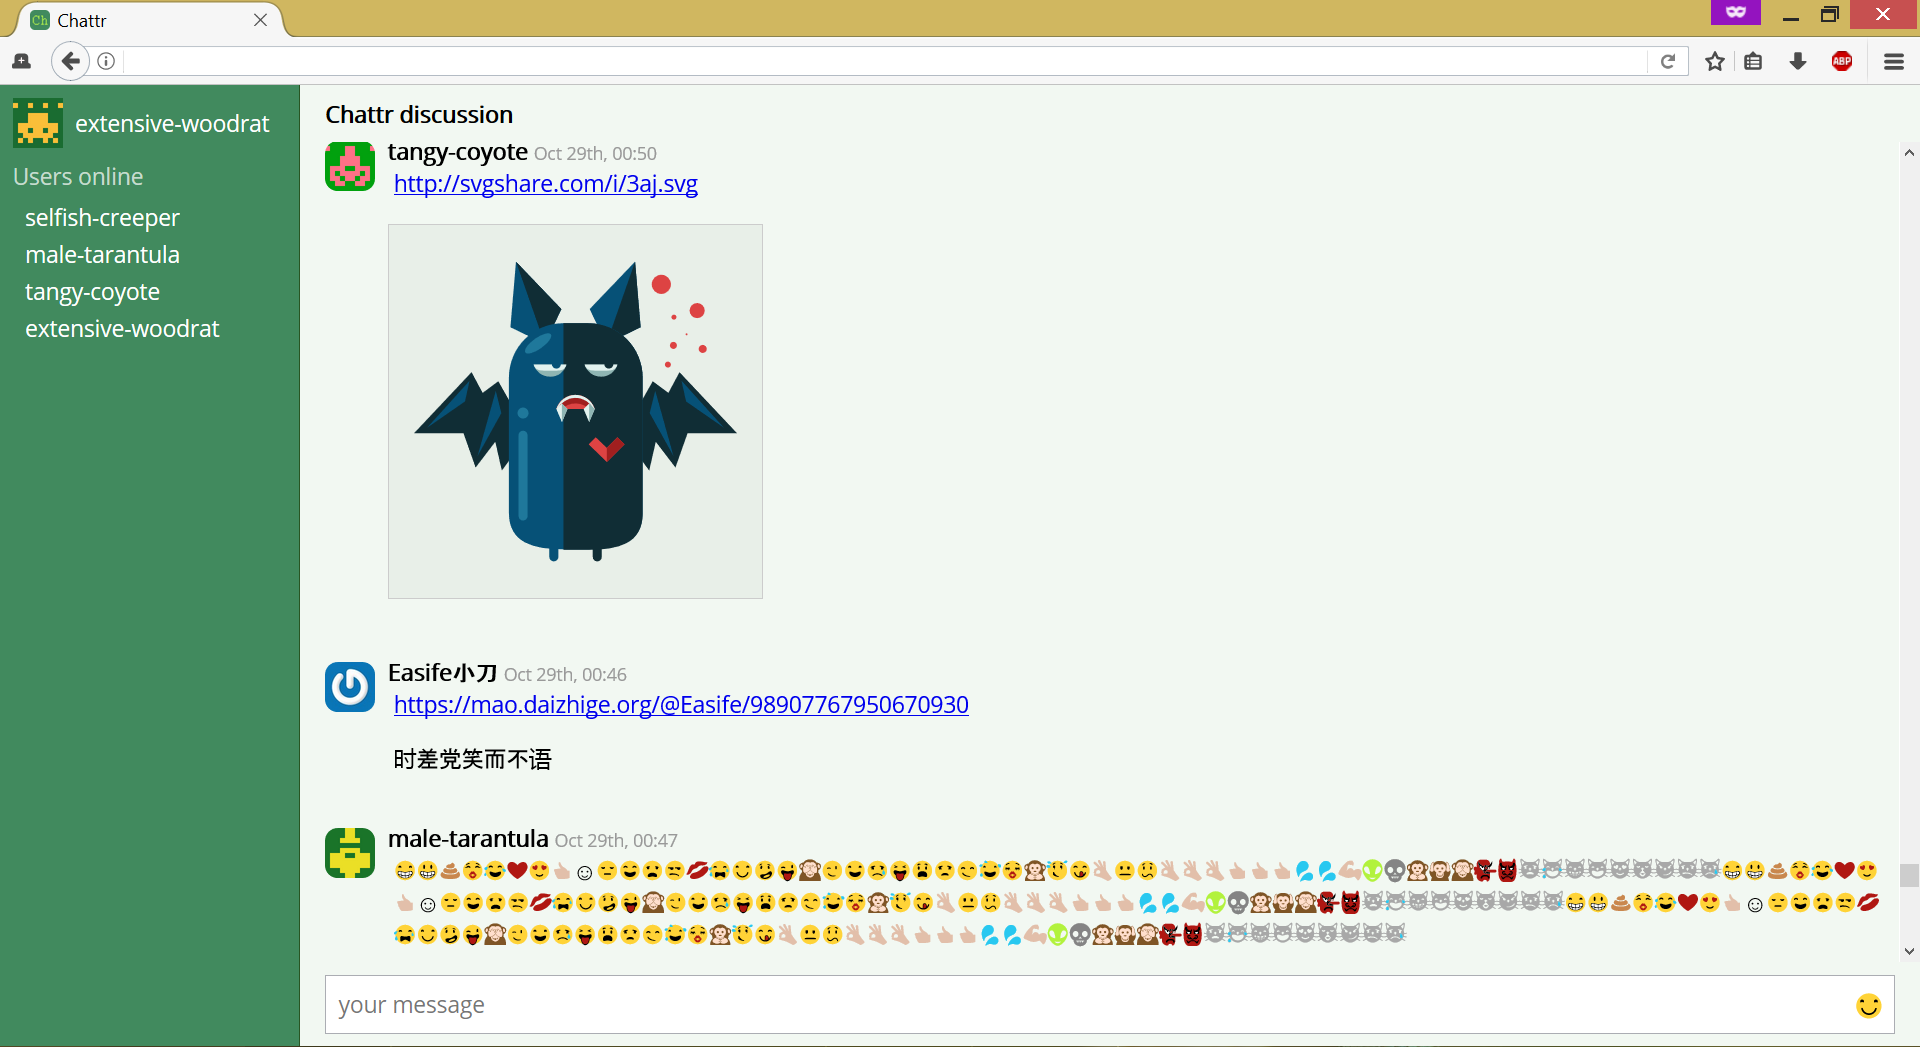 Ch Chattr
ABP
extensive-woodrat
Users online
selfish-creeper
male-tarantula
tangy-coyote
extensive-woodrat
Chattr discussion
tangy-coyote Oct 29th, 00:50
http://svgshare.com/i/3aj.svg
Easife小刀 Oct 29th, 00:46
https://mao.daizhige.org/@Easife/98907767950670930
时差党笑而不语
male-tarantula Oct 29th, 00:47
your message